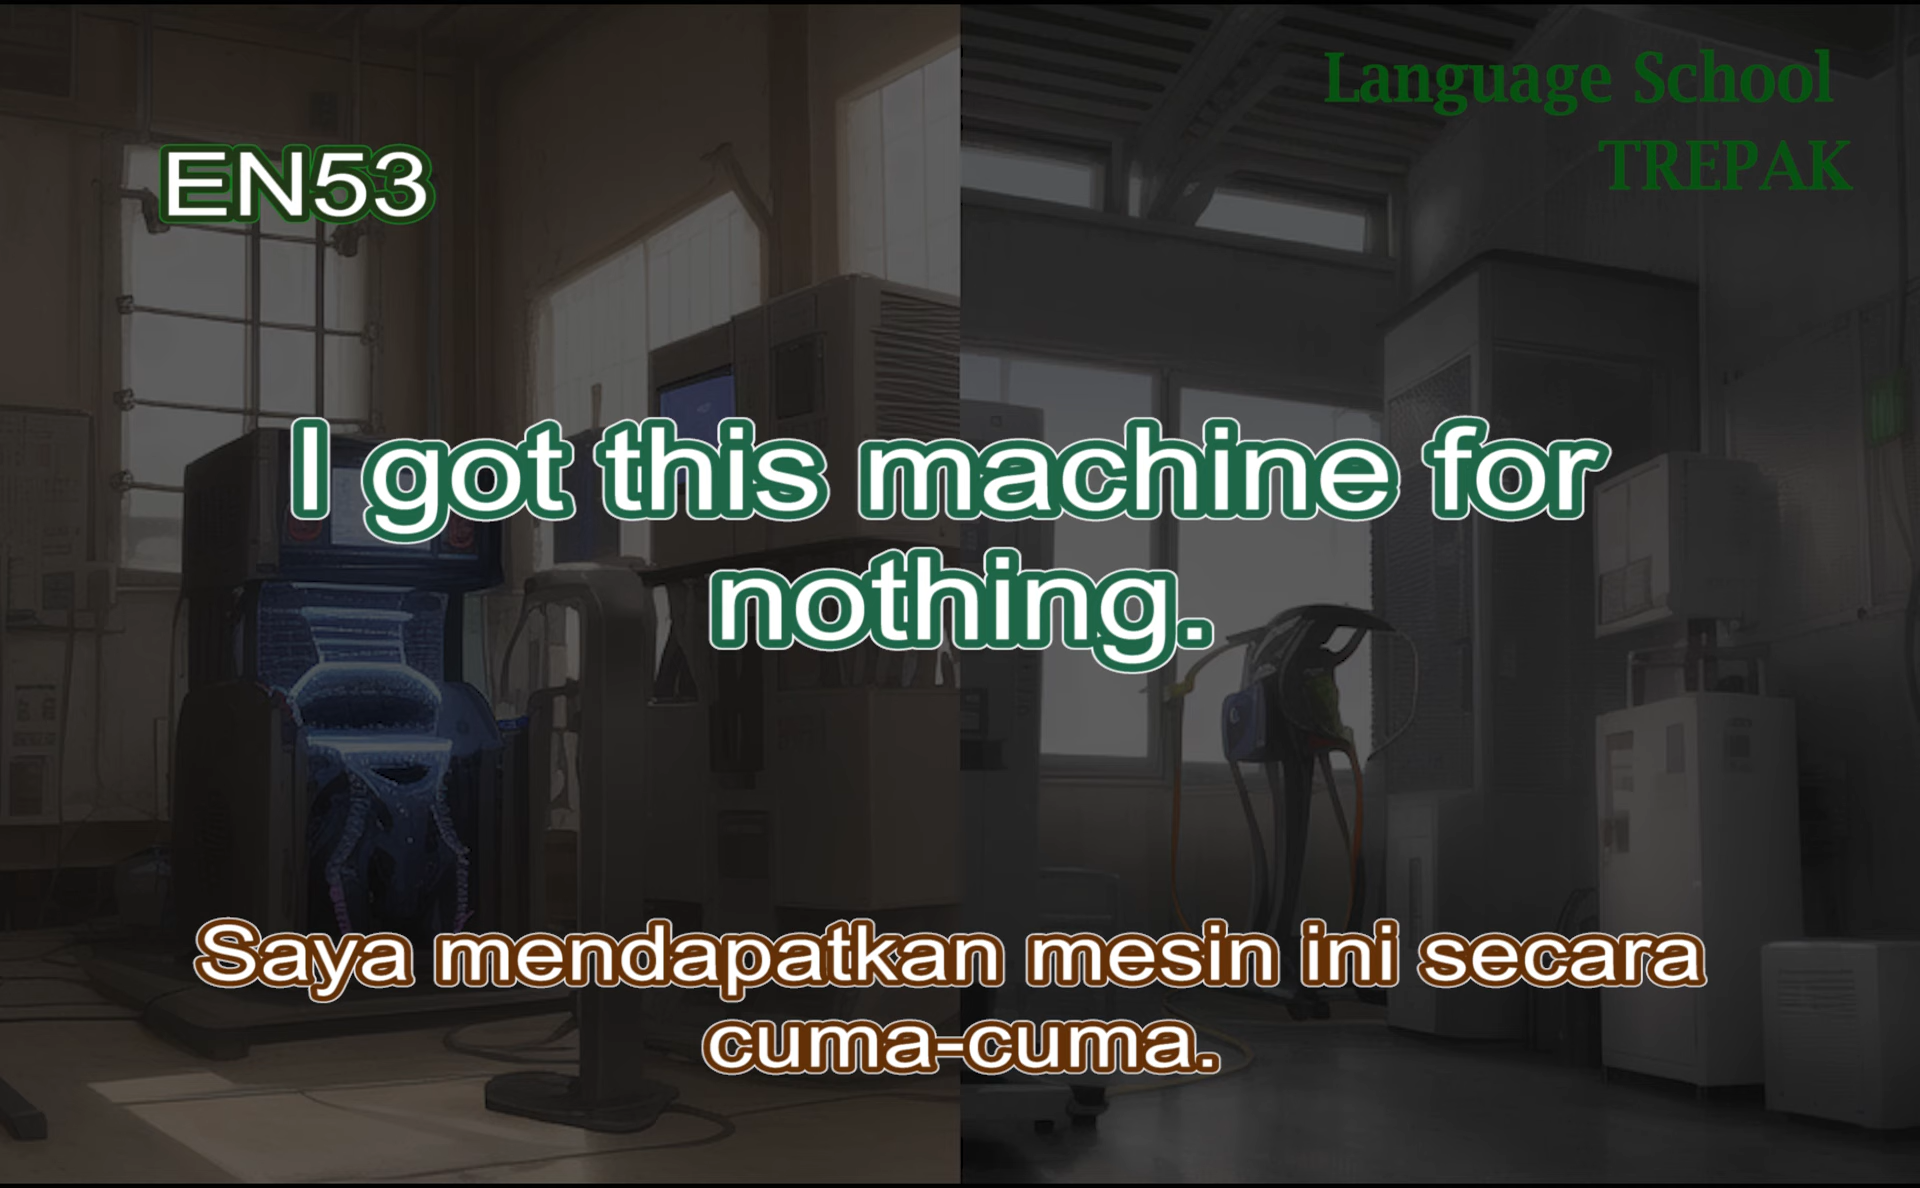 Language School
TREPAK
EN53
I got this machine for
nothing.
Saya mendapatkan mesin ini secara
cuma-cuma.